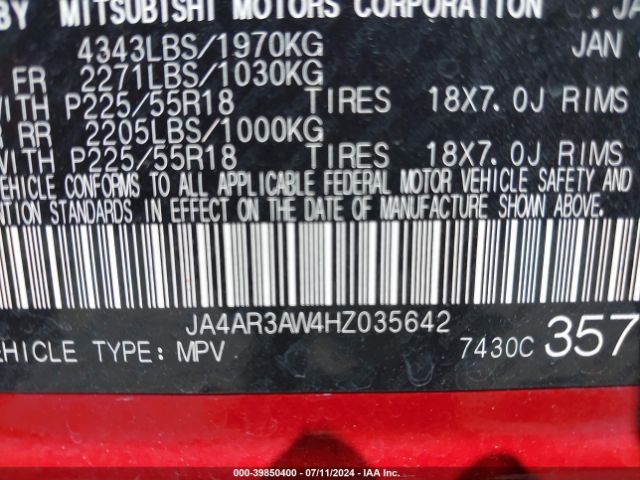 BY MITSUBISHI MOTORS CORPORATION
4343LBS/1970KG JAN
FR 2271LBS/1030KG
WITH P225/55R18 TIRES 18X7.0J RIMS
RR 2205LBS/1000KG
WITH P225/55R18 TIRES 18X7.0J RIMS
VEHICLE CONFORMS TO ALL APPLICABLE FEDERAL MOTOR VEHICLE SAFETY AND
STANDARDS IN EFFECT ON THE DATE OF MANUFACTURE SHOWN ABOVE.
JA4AR3AW4HZ035642
VEHICLE TYPE: MPV 7430C 357
000-39850400 - 07/11/2024 - IAA Inc.